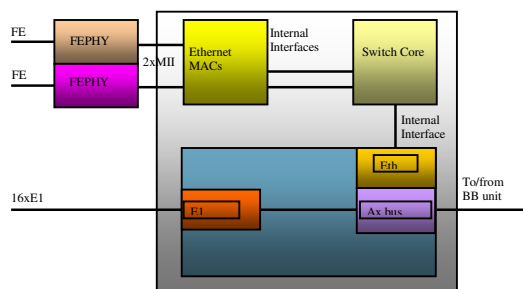 FE
FEPHY
Ethernet
MACs
Internal
Interfaces
Switch Core
2xMII
FE
FEPHY
Internal
Interface
Eth
To/from
BB unit
16xE1
E1
Ax bus